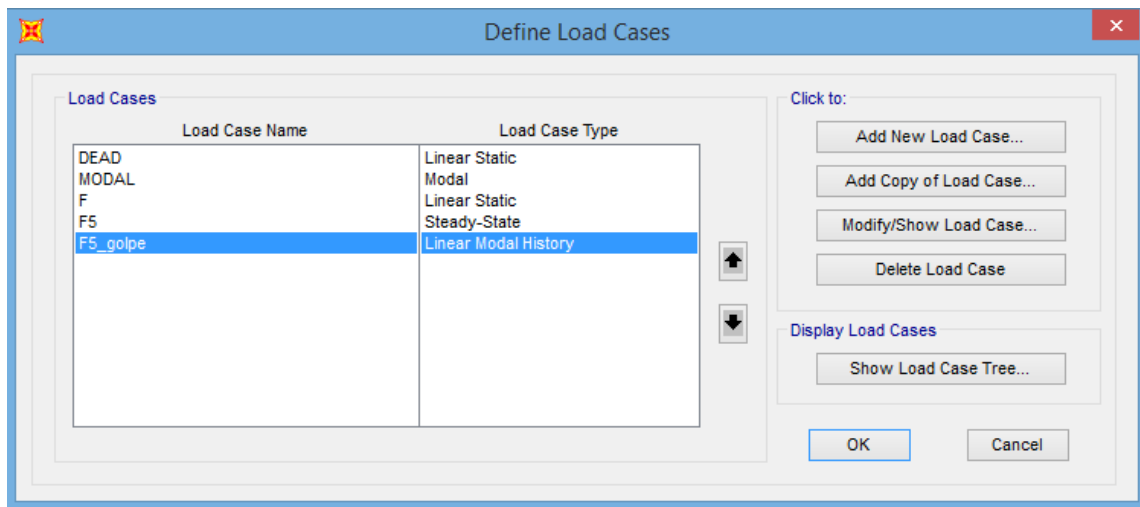 Define Load Cases
Load Cases
Load Case Name Load Case Type
DEAD Linear Static
MODAL Modal
F Linear Static
F5 Steady-State
F5_golpe Linear Modal History
Click to:
Add New Load Case...
Add Copy of Load Case...
Modify/Show Load Case...
Delete Load Case
Display Load Cases
Show Load Case Tree...
OK Cancel